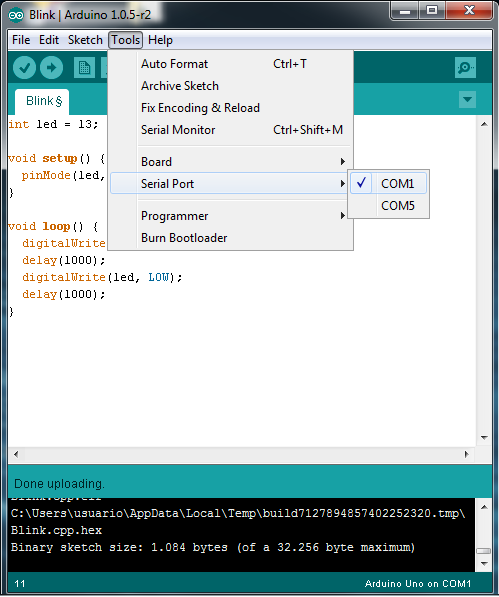 Blink | Arduino 1.0.5-r2
File Edit Sketch Tools Help
Auto Format Ctrl+T
Archive Sketch
Fix Encoding & Reload
Serial Monitor Ctrl+Shift+M
Board
Serial Port
Programmer
Burn Bootloader
COM1
COM5
Blink §
int led = 13;
void setup() {
pinMode(led,
}
void loop() {
digitalWrite
delay(1000);
digitalWrite(led, LOW);
delay(1000);
}
Done uploading.
C:\Users\usuario\AppData\Local\Temp\build7127894857402252320.tmp\
Blink.cpp.hex
Binary sketch size: 1.084 bytes (of a 32.256 byte maximum)
11 Arduino Uno on COM1